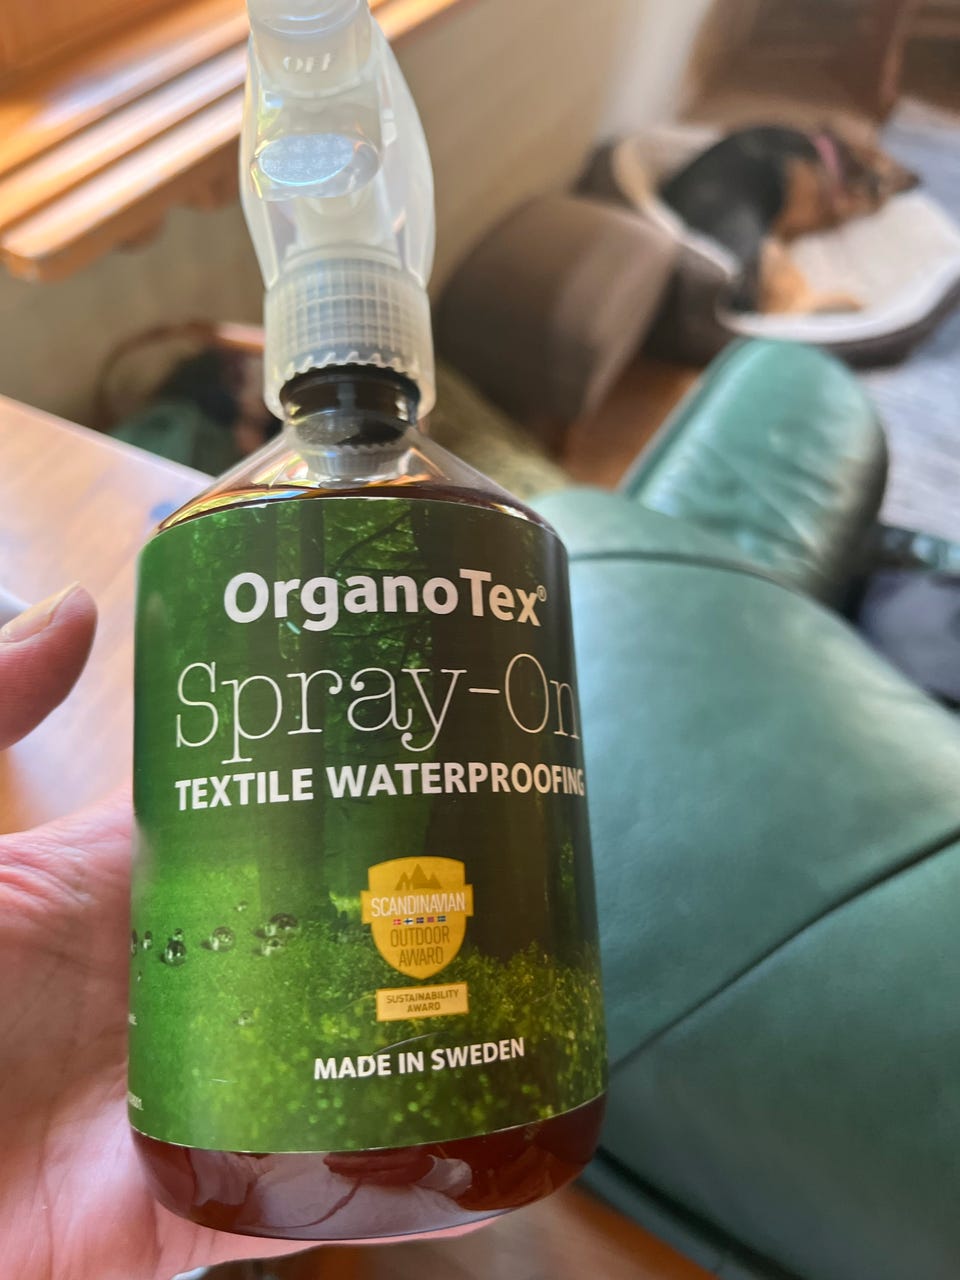 OFF
OrganoTex®
Spray-On
TEXTILE WATERPROOFING
SCANDINAVIAN
OUTDOOR
AWARD
SUSTAINABILITY
AWARD
MADE IN SWEDEN